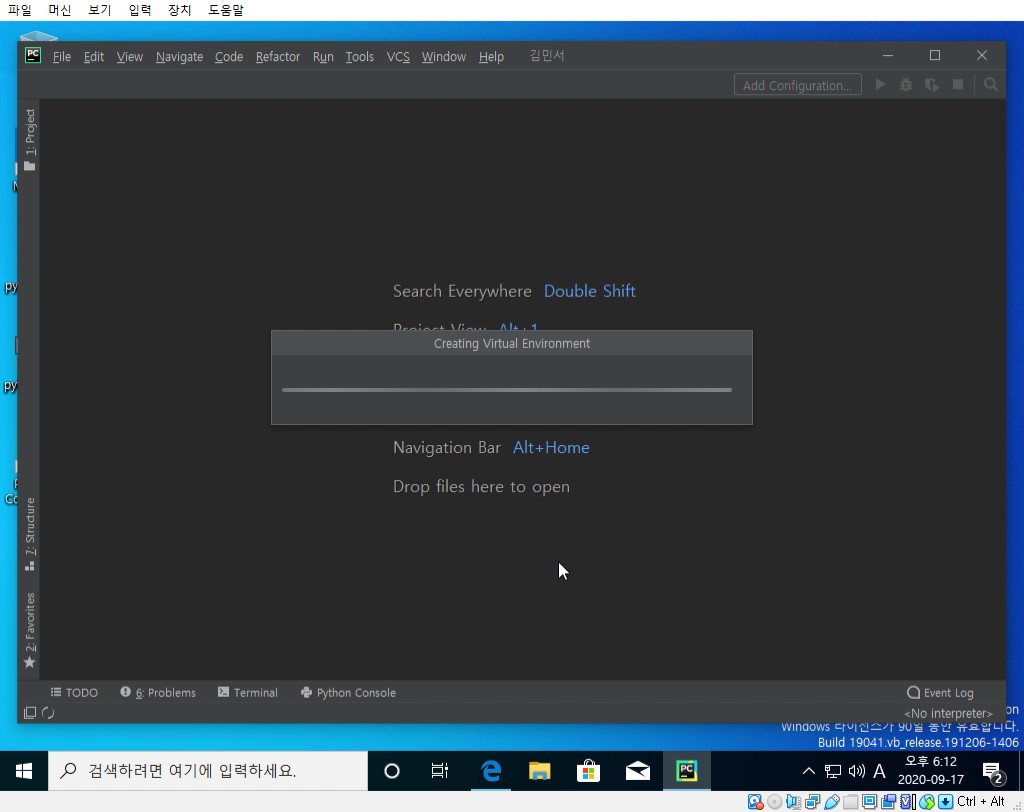 파일 머신 보기 입력 장치 도움말
PC File Edit View Navigate Code Refactor Run Tools VCS Window Help 김민서
Add Configuration...
1: Project
Search Everywhere Double Shift
Project View Alt+1
Creating Virtual Environment
Navigation Bar Alt+Home
Drop files here to open
7: Structure
2: Favorites
py
py
TODO 6: Problems Terminal Python Console Event Log
<No interpreter>
Windows 라이선스가 90일 동안 유효합니다.
Build 19041.vb_release.191206-1406
검색하려면 여기에 입력하세요.
PC
A
오후 6:12
2020-09-17
2
Ctrl + Alt